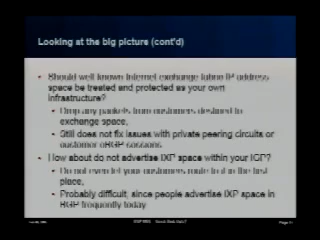 Looking at the big picture (cont'd)
• Should well known Internet exchange fabric IP address
space be treated and protected as your own
infrastructure?
• Drop any packets from customers destined to
exchange space,
• Still does not fix issues with private peering circuits or
customer eBGP sessions
• How about do not advertise IXP space within your IGP?
• Do not even let your customers route to it in the first
place,
• Probably difficult, since people advertise IXP space in
BGP frequently today